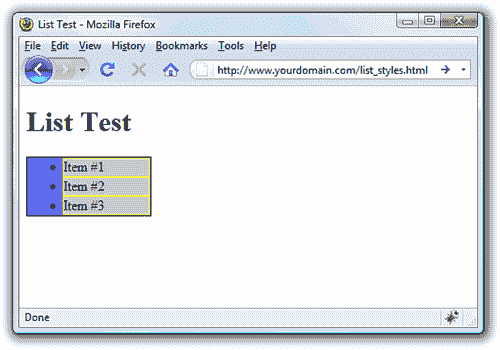 List Test - Mozilla Firefox
File Edit View History Bookmarks Tools Help
http://www.yourdomain.com/list_styles.html
List Test
Item #1
Item #2
Item #3
Done